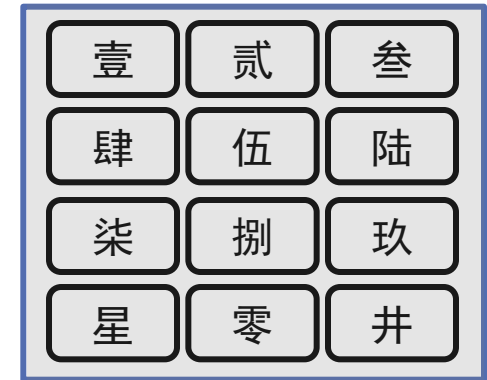 壹 贰 叁
肆 伍 陆
柒 捌 玖
星 零 井